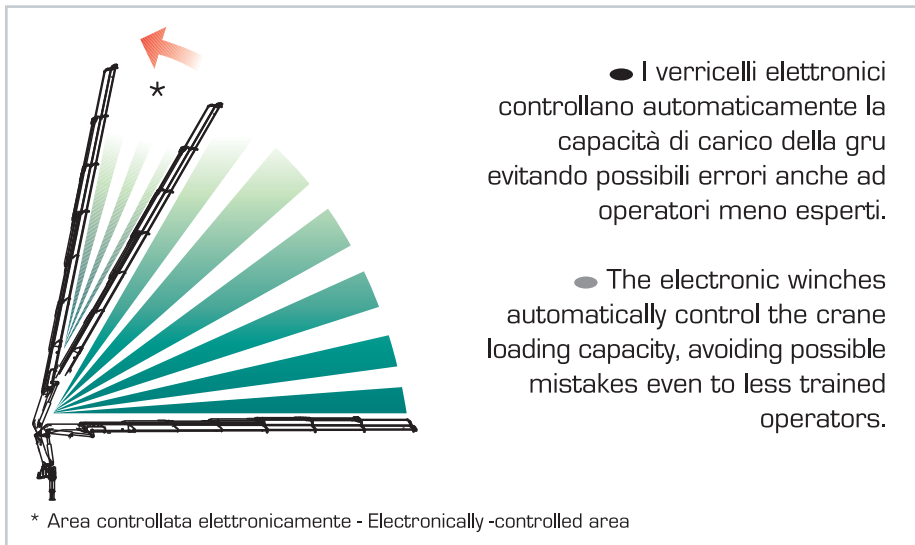 *
I verricelli elettronici
controllano automaticamente la
capacità di carico della gru
evitando possibili errori anche ad
operatori meno esperti.
The electronic winches
automatically control the crane
loading capacity, avoiding possible
mistakes even to less trained
operators.
* Area controllata elettronicamente - Electronically -controlled area